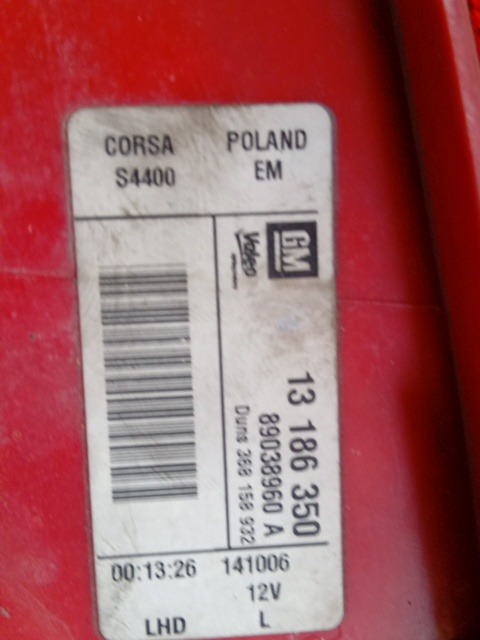 CORSA POLAND
S4400 EM
GM
Valeo
13 186 350
89038960 A
Duns 368 158 932
00:13:26 141006
12V
LHD L